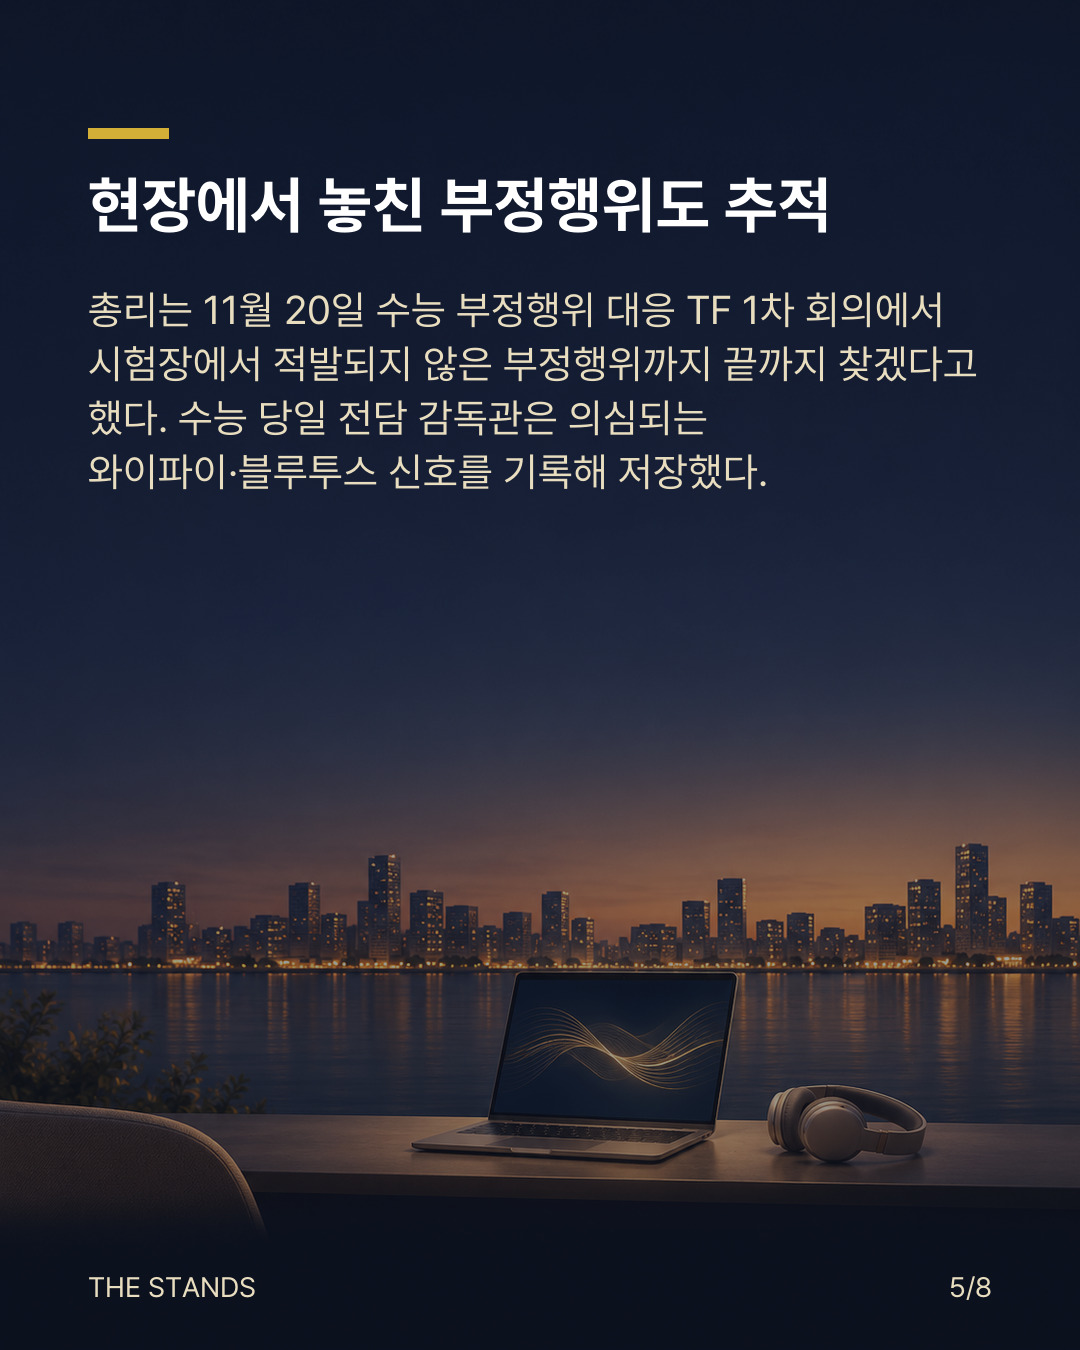 현장에서 놓친 부정행위도 추적
총리는 11월 20일 수능 부정행위 대응 TF 1차 회의에서
시험장에서 적발되지 않은 부정행위까지 끝까지 찾겠다고
했다. 수능 당일 전담 감독관은 의심되는
와이파이·블루투스 신호를 기록해 저장했다.
THE STANDS
5/8